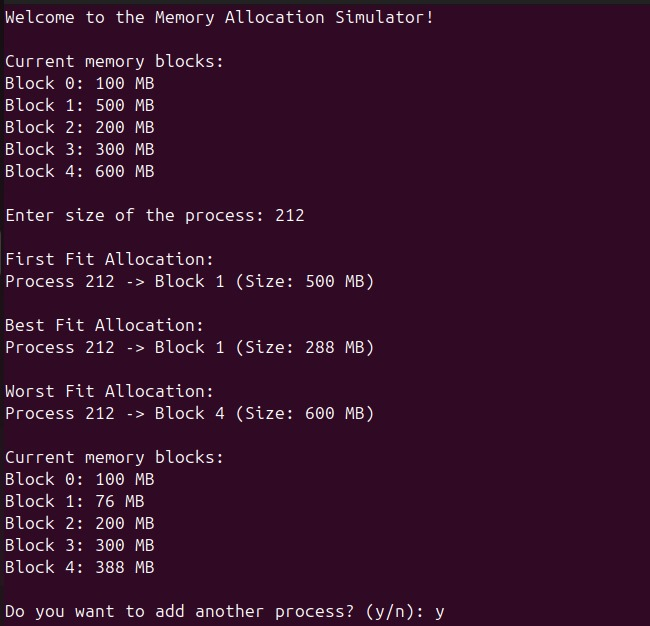 Welcome to the Memory Allocation Simulator!
Current memory blocks:
Block 0: 100 MB
Block 1: 500 MB
Block 2: 200 MB
Block 3: 300 MB
Block 4: 600 MB
Enter size of the process: 212
First Fit Allocation:
Process 212 -> Block 1 (Size: 500 MB)
Best Fit Allocation:
Process 212 -> Block 1 (Size: 288 MB)
Worst Fit Allocation:
Process 212 -> Block 4 (Size: 600 MB)
Current memory blocks:
Block 0: 100 MB
Block 1: 76 MB
Block 2: 200 MB
Block 3: 300 MB
Block 4: 388 MB
Do you want to add another process? (y/n): y